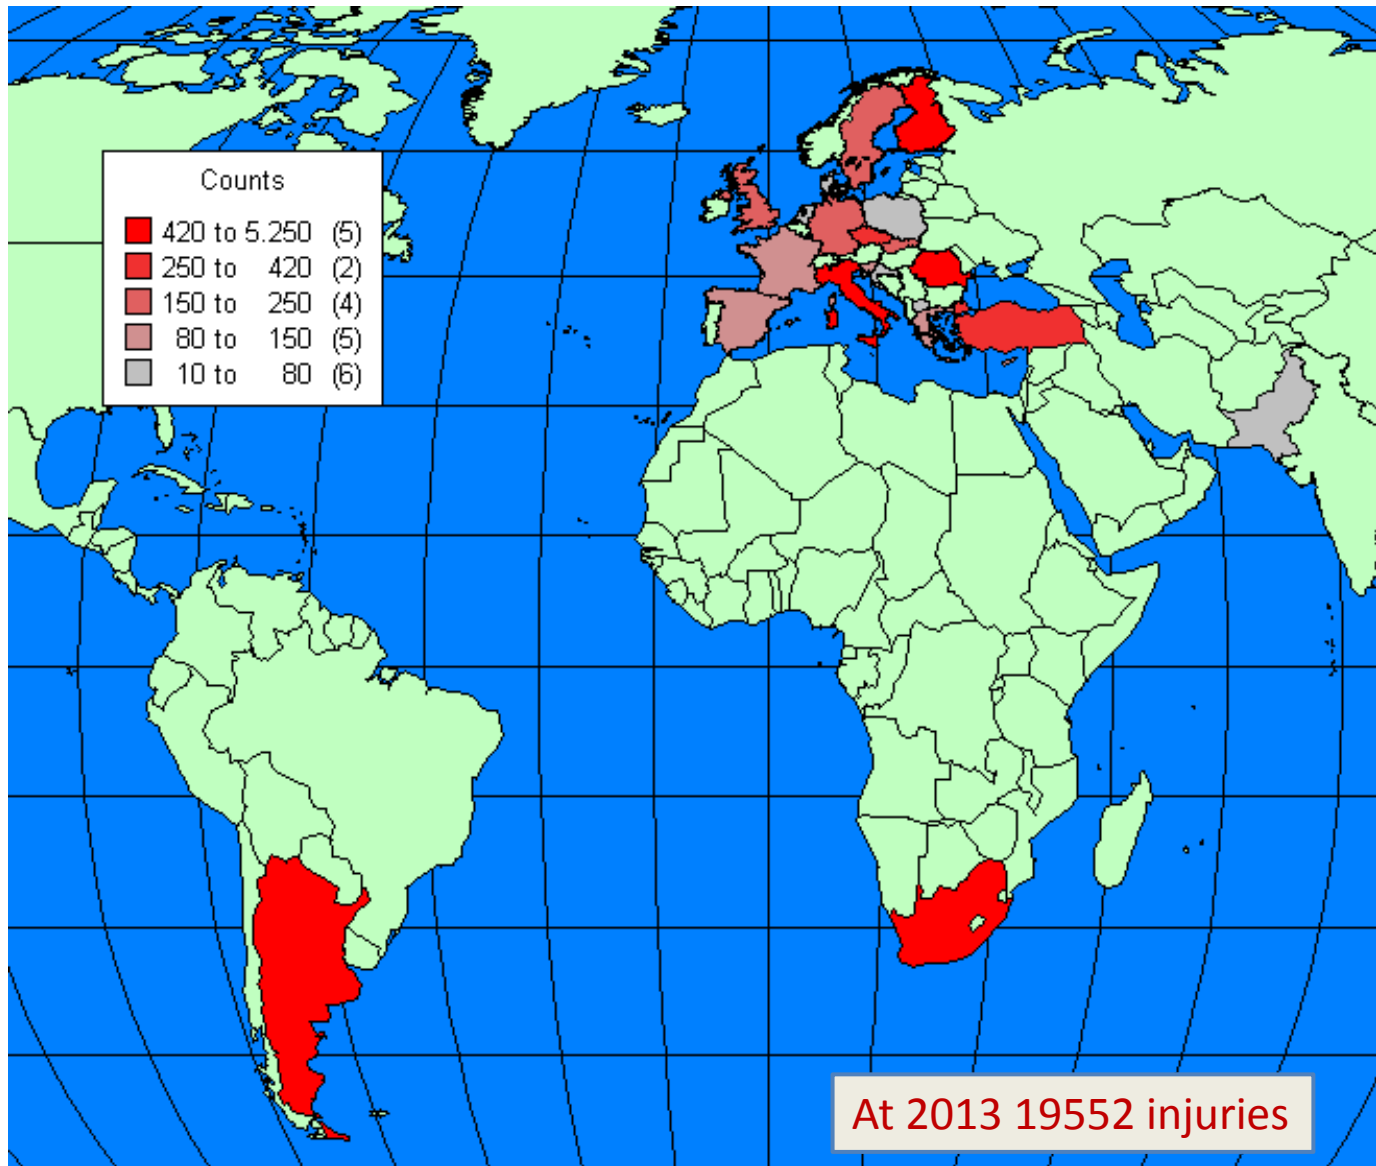 Counts
420 to 5.250 (5)
250 to 420 (2)
150 to 250 (4)
80 to 150 (5)
10 to 80 (6)
At 2013 19552 injuries